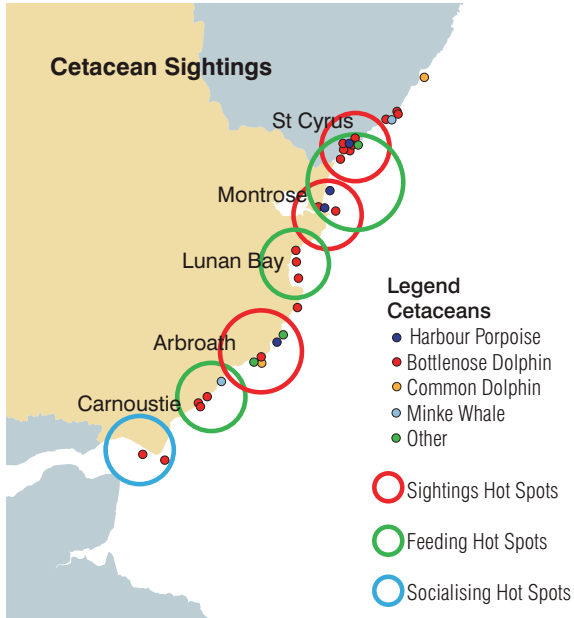 Cetacean Sightings
St Cyrus
Montrose
Lunan Bay
Arbroath
Carnoustie
Legend
Cetaceans
Harbour Porpoise
Bottlenose Dolphin
Common Dolphin
Minke Whale
Other
Sightings Hot Spots
Feeding Hot Spots
Socialising Hot Spots